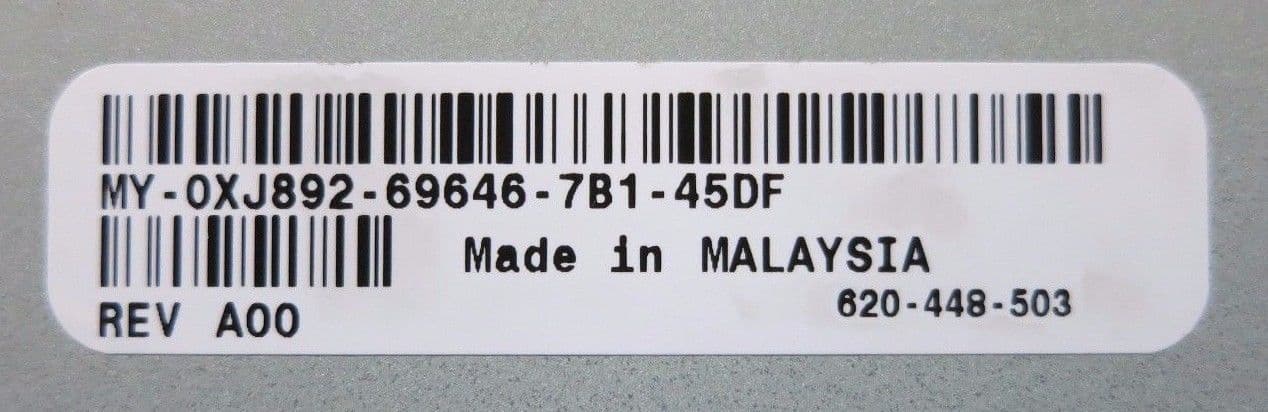 MY-0XJ892-69646-7B1-45DF
Made in MALAYSIA
620-448-503
REV A00